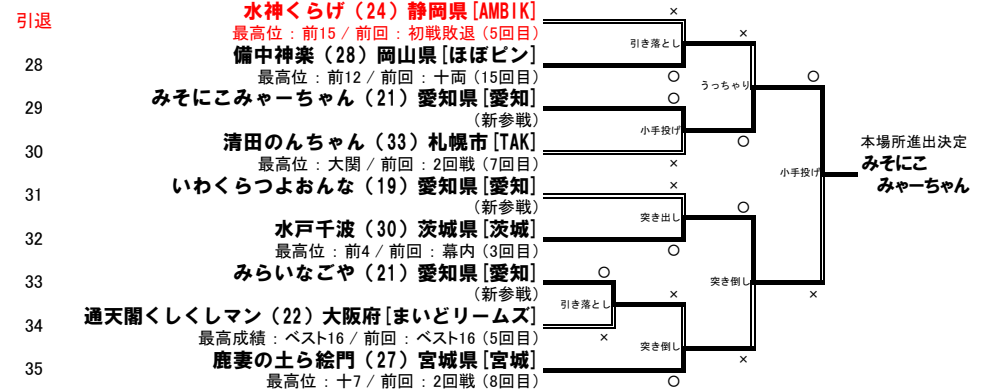 引退
水神くらげ（24）静岡県[AMBIK]
最高位：前15 / 前回：初戦敗退（5回目）
28
備中神楽（28）岡山県[ほぼピン]
最高位：前12 / 前回：十両（15回目）
29
みそにこみゃーちゃん（21）愛知県[愛知]
（新参戦）
30
清田のんちゃん（33）札幌市[TAK]
最高位：大関 / 前回：2回戦（7回目）
31
いわくらつよおんな（19）愛知県[愛知]
（新参戦）
32
水戸千波（30）茨城県[茨城]
最高位：前4 / 前回：幕内（3回目）
33
みらいなごや（21）愛知県[愛知]
（新参戦）
34
通天閣くしくしマン（22）大阪府[まいどリームズ]
最高成績：ベスト16 / 前回：ベスト16（5回目）
35
鹿妻の土ら絵門（27）宮城県[宮城]
最高位：十7 / 前回：2回戦（8回目）
×
引き落とし
○
○
小手投げ
×
×
突き出し
○
○
引き落とし
×
×
突き倒し
○
×
うっちゃり
○
○
突き倒し
×
○
小手投げ
×
本場所進出決定
みそにこ
みゃーちゃん